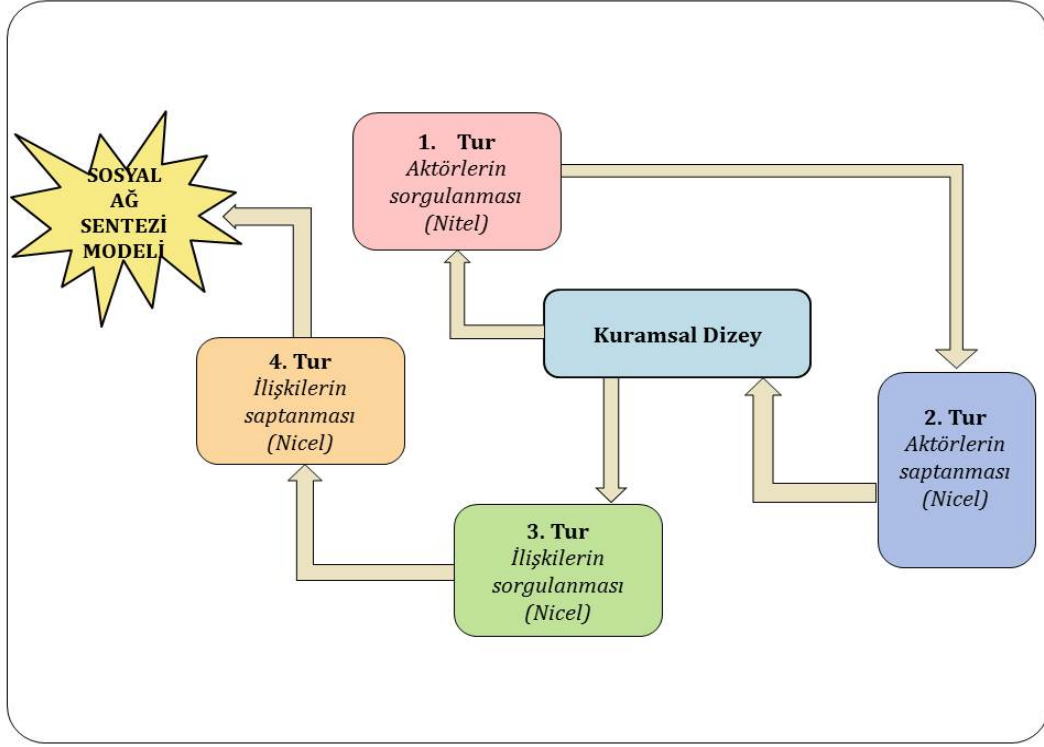 SOSYAL
AĞ
SENTEZİ
MODELİ
1. Tur
Aktörlerin
sorgulanması
(Nitel)
Kuramsal Dizey
2. Tur
Aktörlerin
saptanması
(Nicel)
3. Tur
İlişkilerin
sorgulanması
(Nicel)
4. Tur
İlişkilerin
saptanması
(Nicel)